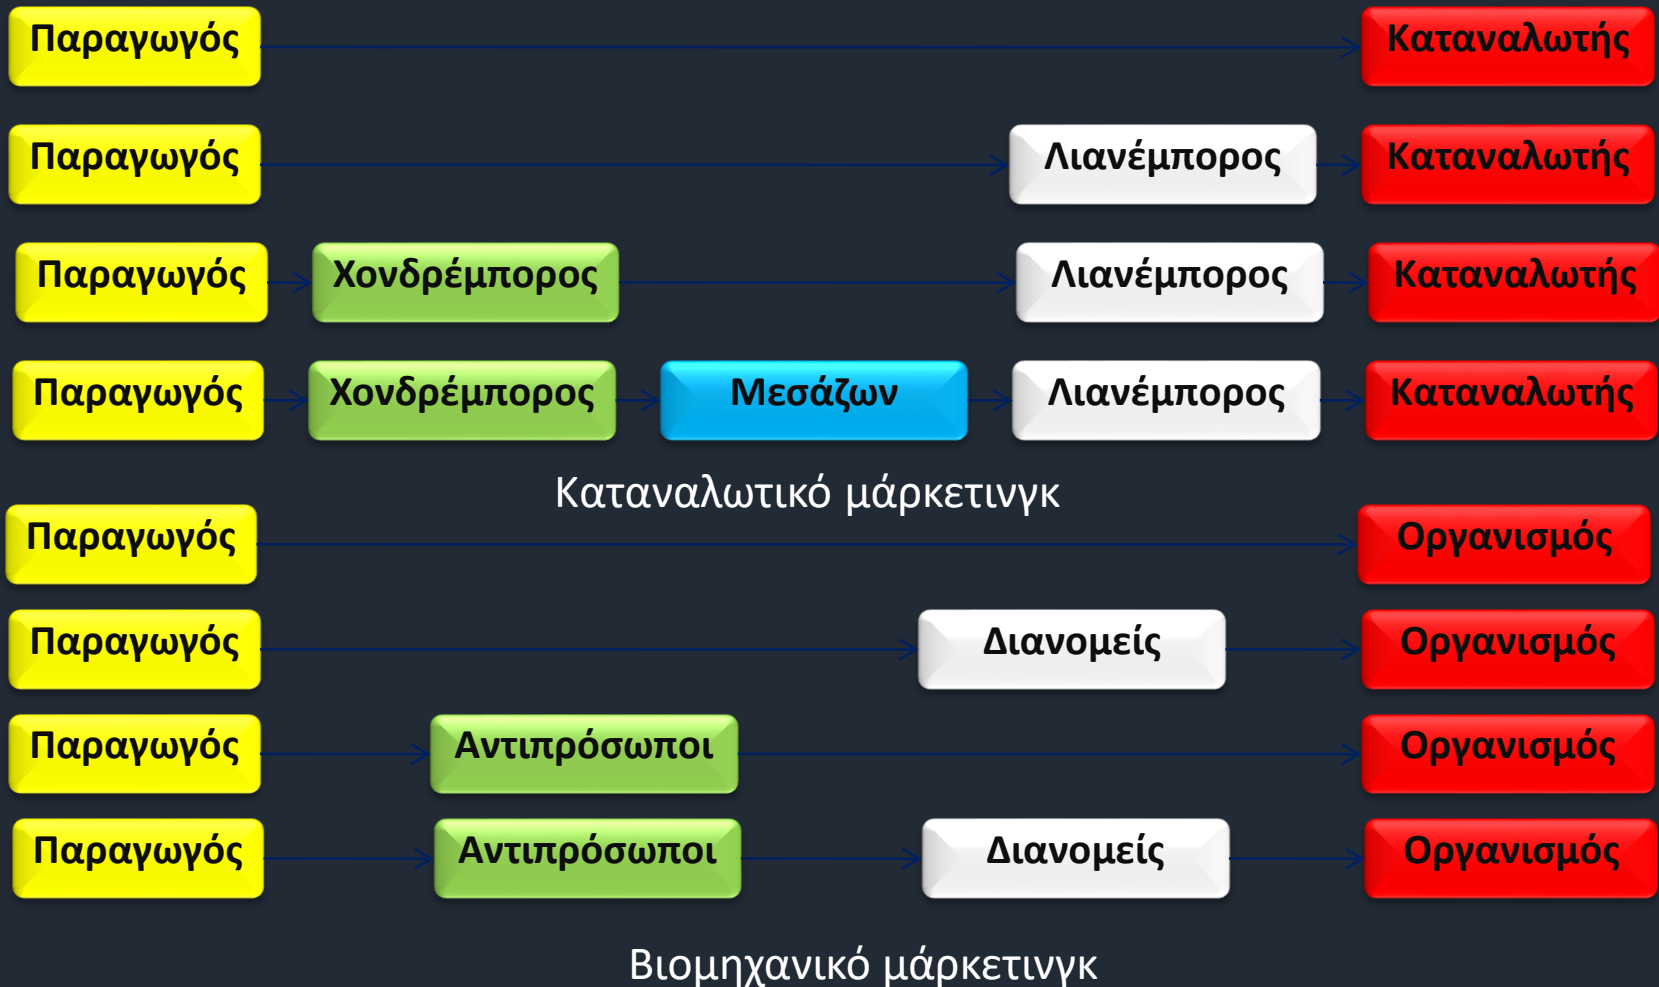 Παραγωγός Καταναλωτής
Παραγωγός Λιανέμπορος Καταναλωτής
Παραγωγός Χονδρέμπορος Λιανέμπορος Καταναλωτής
Παραγωγός Χονδρέμπορος Μεσάζων Λιανέμπορος Καταναλωτής
Καταναλωτικό μάρκετινγκ
Παραγωγός Οργανισμός
Παραγωγός Διανομείς Οργανισμός
Παραγωγός Αντιπρόσωποι Οργανισμός
Παραγωγός Αντιπρόσωποι Διανομείς Οργανισμός
Βιομηχανικό μάρκετινγκ